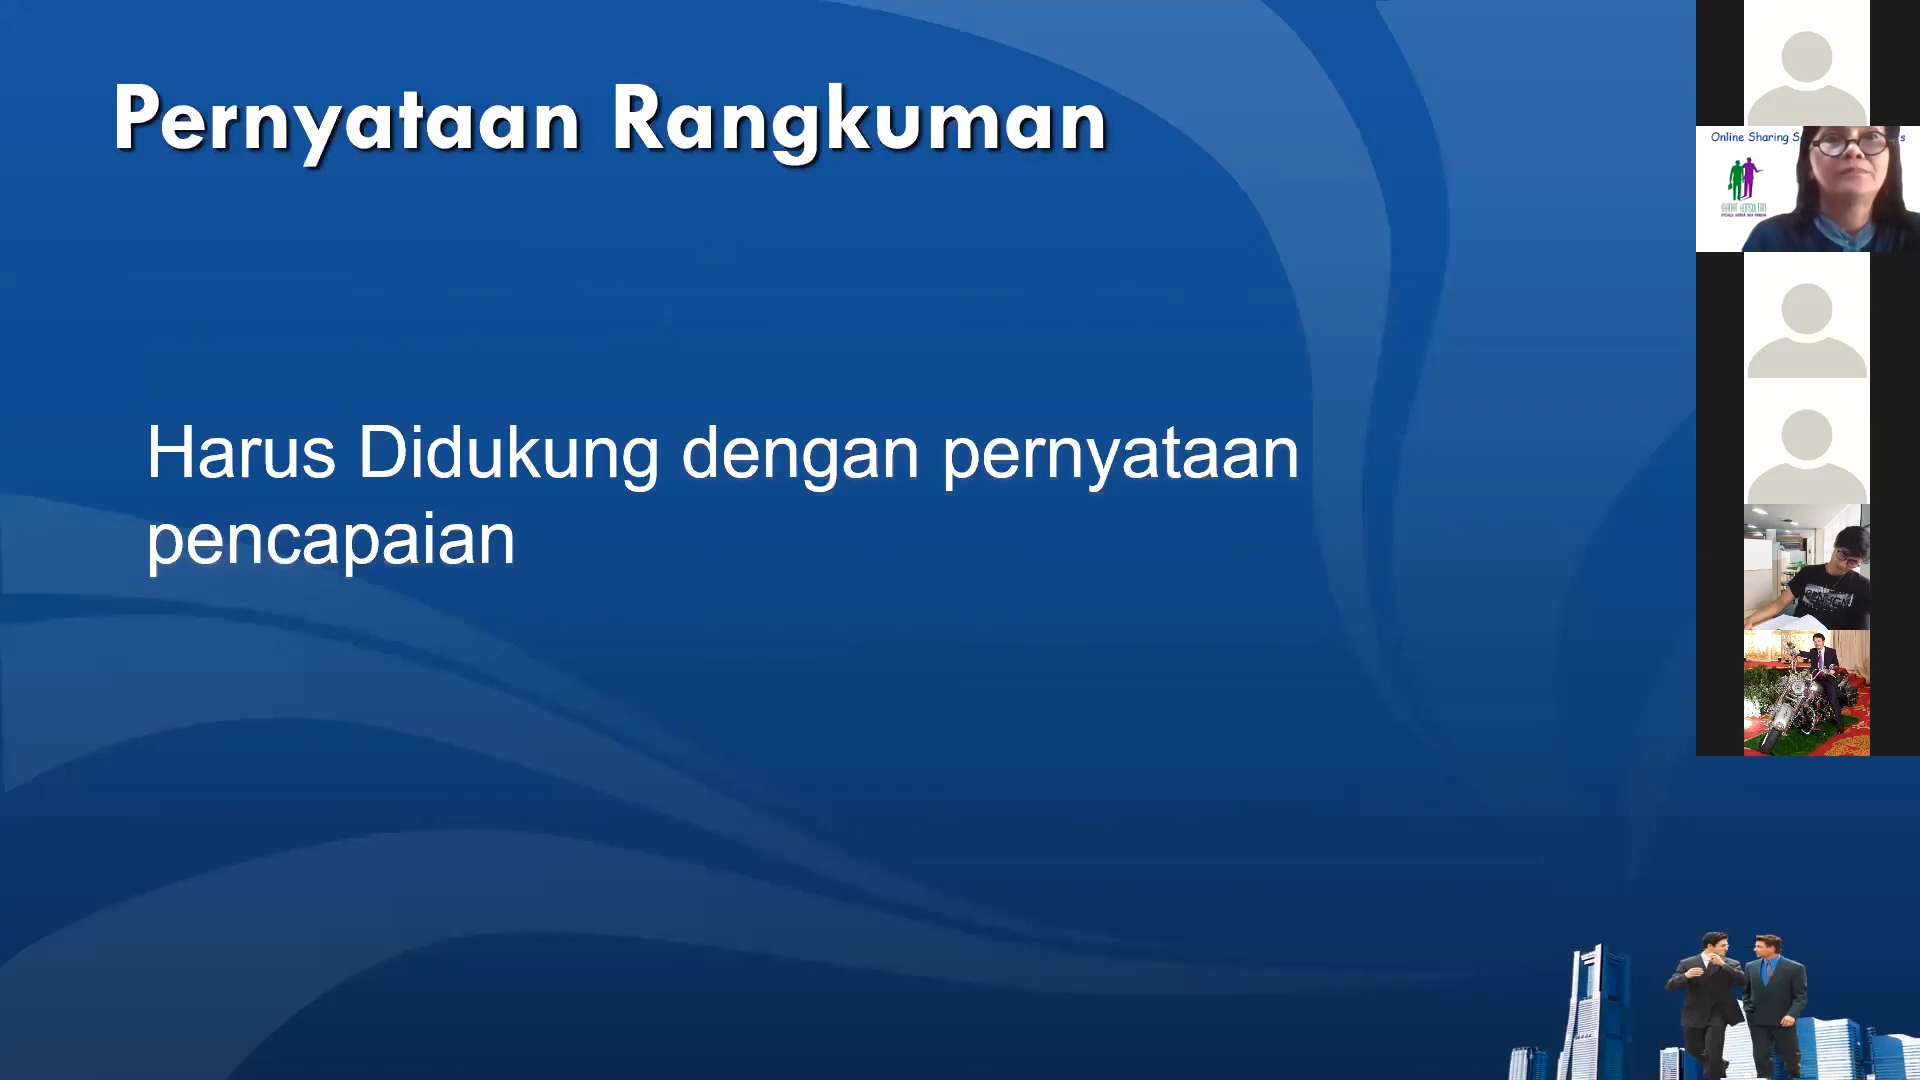 Pernyataan Rangkuman
Harus Didukung dengan pernyataan
pencapaian
Online Sharing